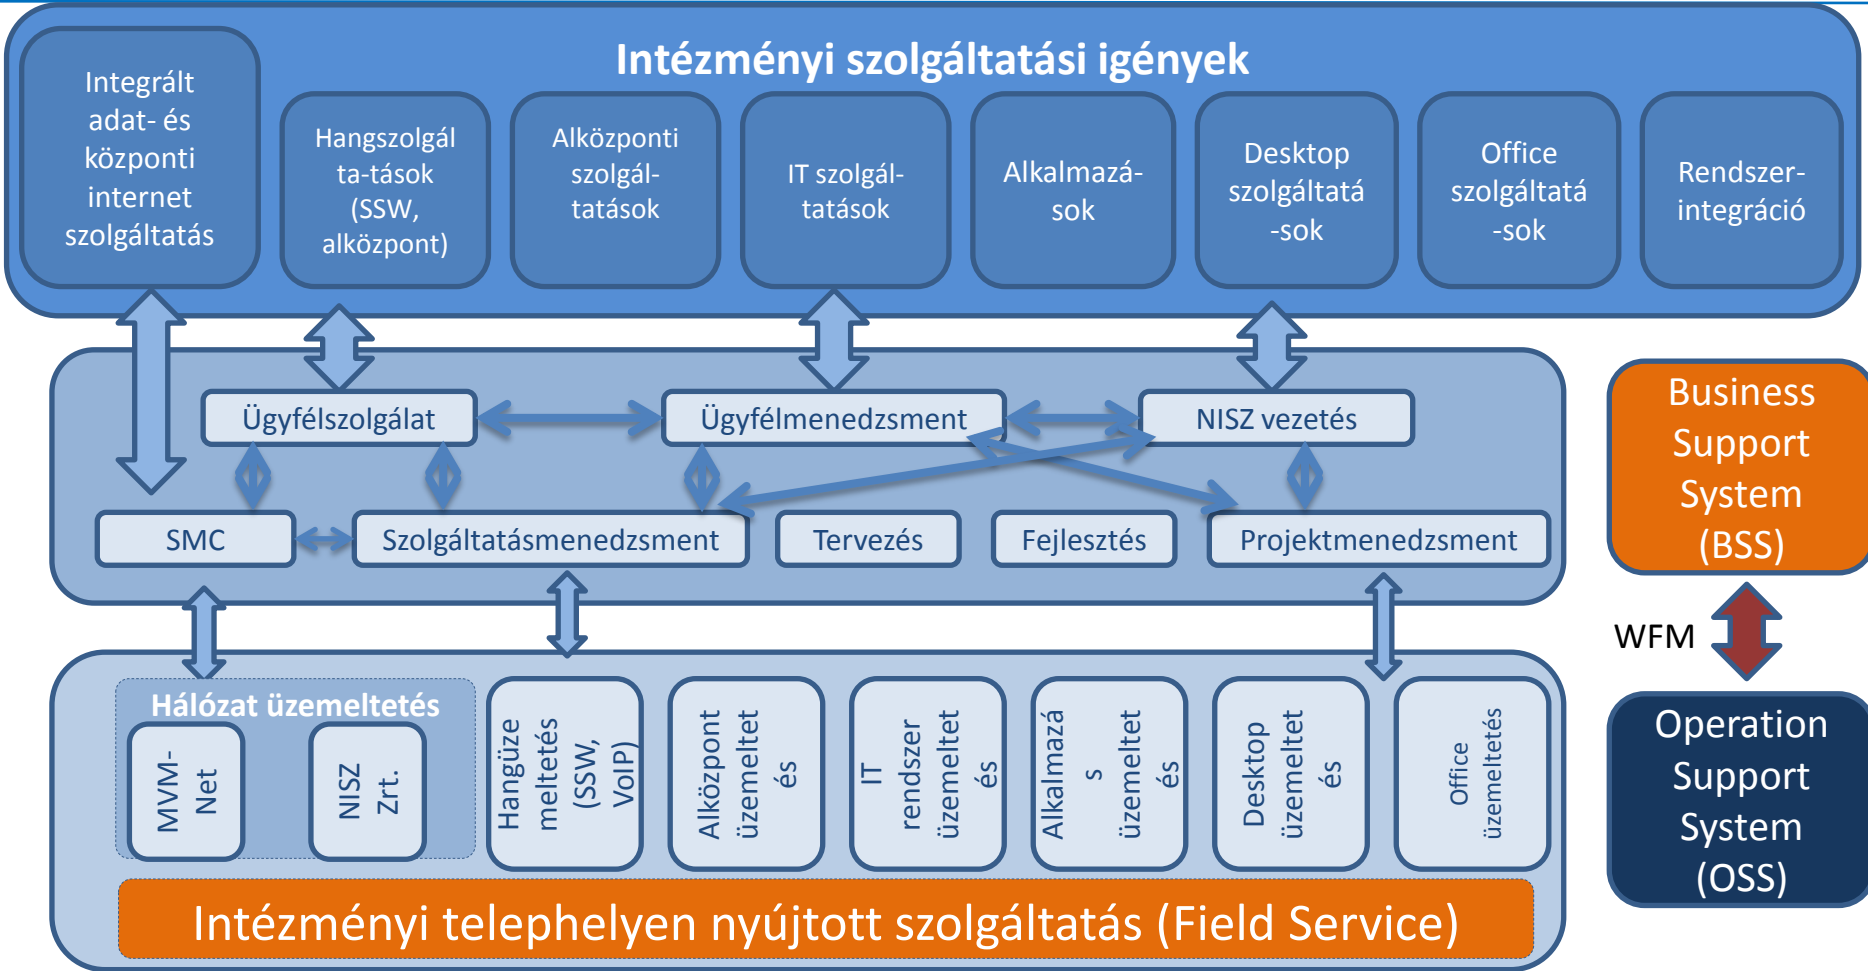 Intézményi szolgáltatási igények
Integrált
adat- és
központi
internet
szolgáltatás
Hangszolgál
ta-tások
(SSW,
alközpont)
Alközponti
szolgál-
tatások
IT szolgál-
tatások
Alkalmazá-
sok
Desktop
szolgáltatá
-sok
Office
szolgáltatá
-sok
Rendszer-
integráció
Ügyfélszolgálat
Ügyfélmenedzsment
NISZ vezetés
SMC
Szolgáltatásmenedzsment
Tervezés
Fejlesztés
Projektmenedzsment
Business
Support
System
(BSS)
WFM
Operation
Support
System
(OSS)
Hálózat üzemeltetés
MVM-
Net
NISZ
Zrt.
Hangüze
meltetés
(SSW,
VoIP)
Alközpont
üzemeltet
és
IT
rendszer
üzemeltet
és
Alkalmazá
s
üzemeltet
és
Desktop
üzemeltet
és
Office
üzemeltetés
Intézményi telephelyen nyújtott szolgáltatás (Field Service)